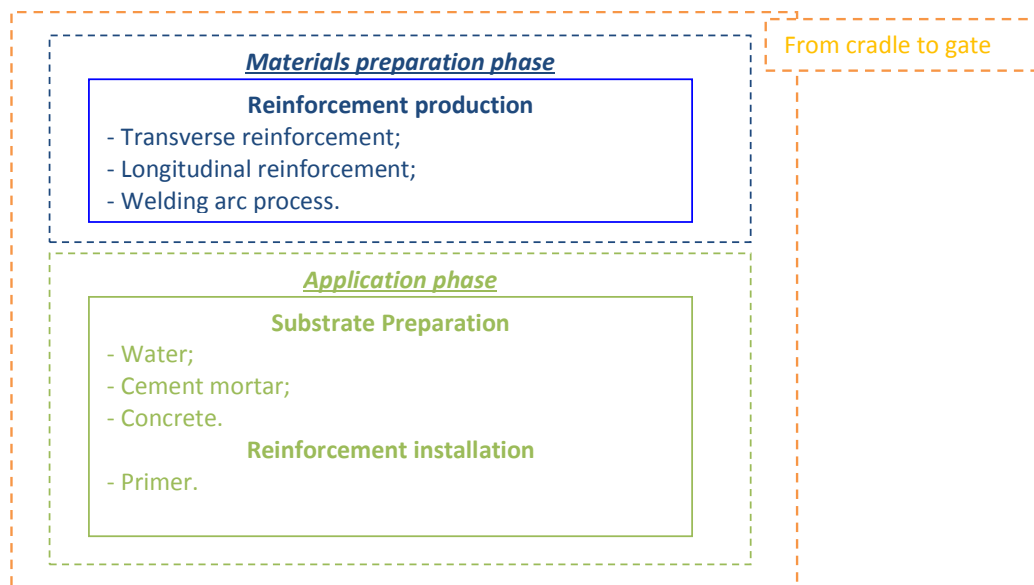 From cradle to gate
Materials preparation phase
Reinforcement production
- Transverse reinforcement;
- Longitudinal reinforcement;
- Welding arc process.
Application phase
Substrate Preparation
- Water;
- Cement mortar;
- Concrete.
Reinforcement installation
- Primer.